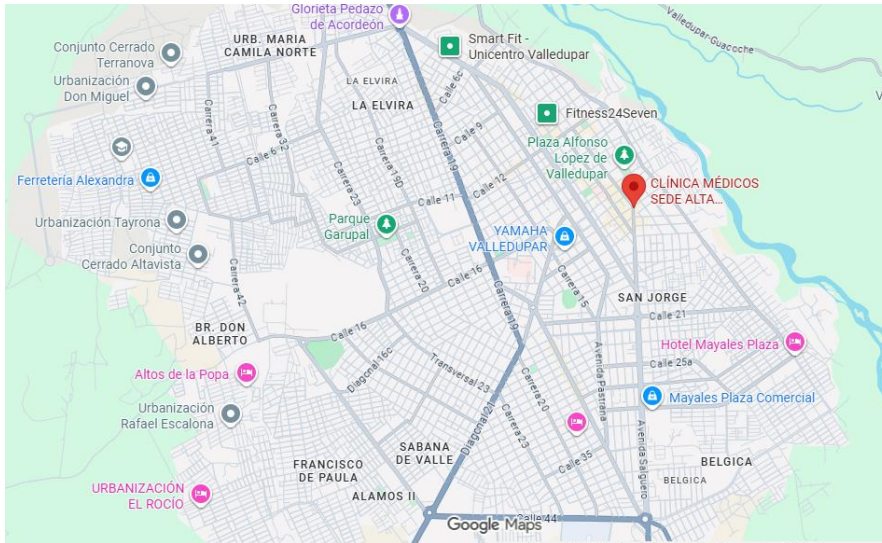 Glorieta Pedazo
de Acordeón
Valledupar-Guacoche
URB. MARIA
CAMILA NORTE
Smart Fit -
Unicentro Valledupar
Conjunto Cerrado
Terranova
Urbanización
Don Miguel
LA ELVIRA
LA ELVIRA
Calle 6c
Fitness24Seven
Carrera 41
Carrera 32
Carrera 19
Calle 9
Plaza Alfonso
López de
Valledupar
Calle 6
Ferretería Alexandra
Carrera 23
Carrera 19D
Calle 12
CLÍNICA MÉDICOS
SEDE ALTA...
Calle 11
Urbanización Tayrona
Parque
Garupal
YAMAHA
VALLEDUPAR
Conjunto
Cerrado Altavista
Carrera 42
Carrera 20
Calle 16
Carrera 15
Carrera 19
SAN JORGE
Calle 21
BR. DON
ALBERTO
Calle 16
Hotel Mayales Plaza
Diagonal 16c
Transversal 23
Avenida Pastrana
Calle 25a
Altos de la Popa
Carrera 20
Mayales Plaza Comercial
Urbanización
Rafael Escalona
Diagonal 21
Carrera 23
Avenida Salguero
SABANA
DE VALLE
Calle 35
FRANCISCO
DE PAULA
BELGICA
BELGICA
URBANIZACIÓN
EL ROCÍO
ALAMOS II
Calle 44
Google Maps